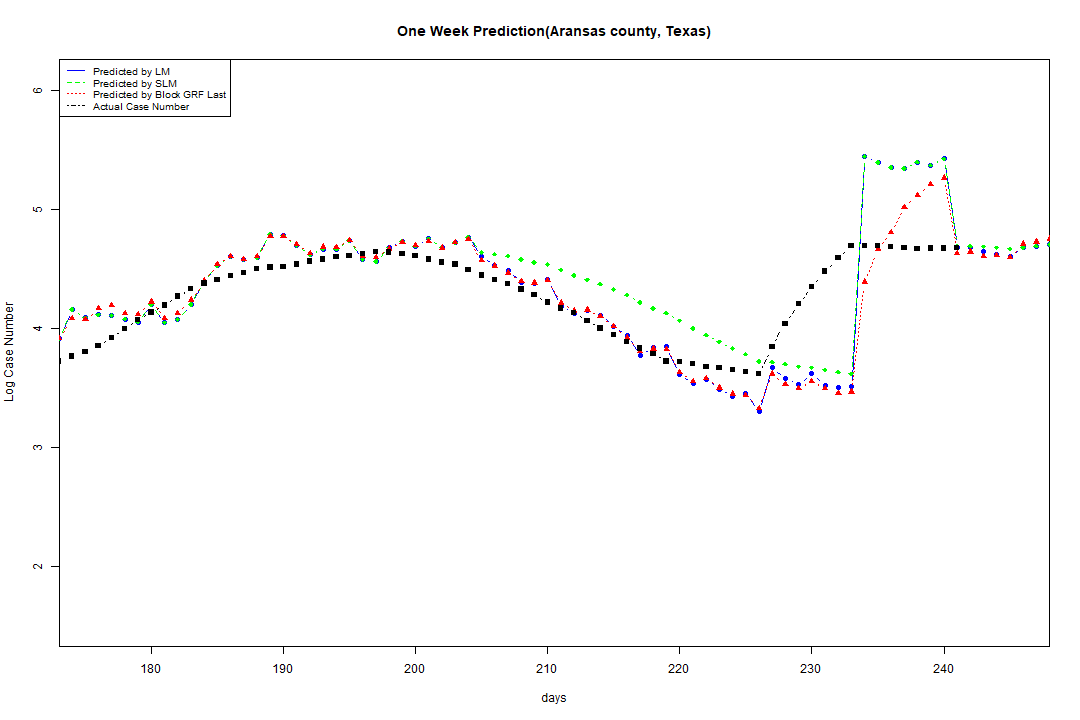 One Week Prediction(Aransas county, Texas)
Predicted by LM
Predicted by SLM
Predicted by Block GRF Last
Actual Case Number
6
5
4
3
2
Log Case Number
180 190 200 210 220 230 240
days